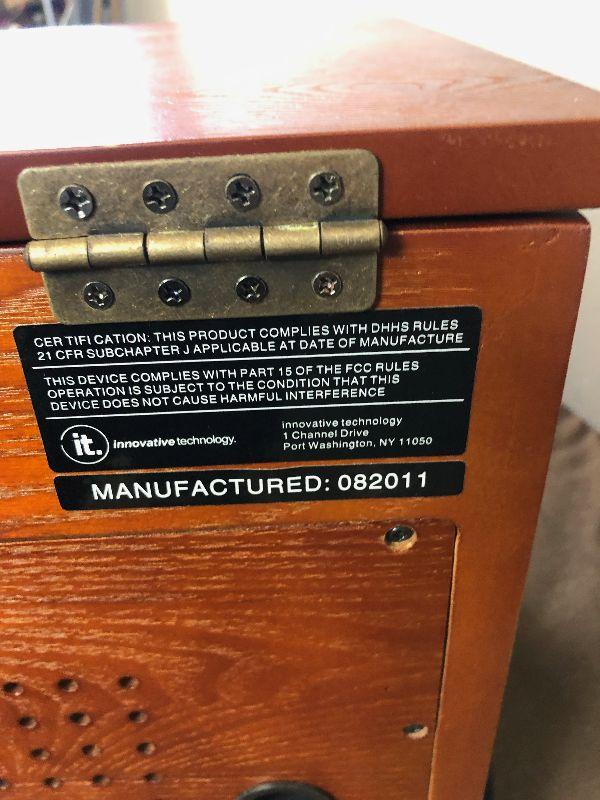 CERTIFI CATION: THIS PRODUCT COMPLIES WITH DHHS RULES
21 CFR SUBCHAPTER J APPLICABLE AT DATE OF MANUFACTURE
THIS DEVICE COMPLIES WITH PART 15 OF THE FCC RULES
OPERATION IS SUBJECT TO THE CONDITION THAT THIS
DEVICE DOES NOT CAUSE HARMFUL INTERFERENCE
it.
innovative technology.
innovative technology
1 Channel Drive
Port Washington, NY 11050
MANUFACTURED: 082011